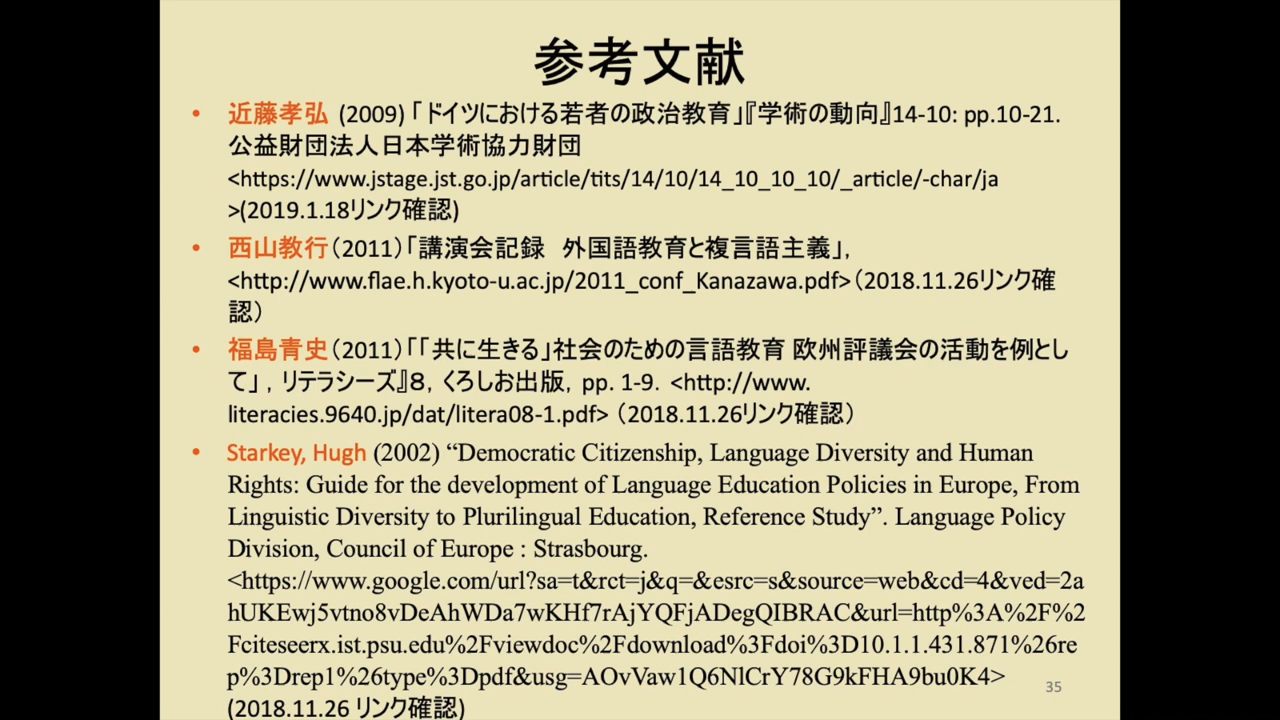 参考文献
• 近藤孝弘 (2009)「ドイツにおける若者の政治教育」『学術の動向』14-10: pp.10-21.
公益財団法人日本学術協力財団
<https://www.jstage.jst.go.jp/article/tits/14/10/14_10_10_10/_article/-char/ja
>(2019.1.18リンク確認)
• 西山教行（2011）「講演会記録　外国語教育と複言語主義」，
<http://www.flae.h.kyoto-u.ac.jp/2011_conf_Kanazawa.pdf>（2018.11.26リンク確
認）
• 福島青史（2011）「「共に生きる」社会のための言語教育 欧州評議会の活動を例とし
て」，リテラシーズ』８，くろしお出版，pp. 1-9. <http://www.
literacies.9640.jp/dat/litera08-1.pdf>（2018.11.26リンク確認）
• Starkey, Hugh (2002) “Democratic Citizenship, Language Diversity and Human
Rights: Guide for the development of Language Education Policies in Europe, From
Linguistic Diversity to Plurilingual Education, Reference Study”. Language Policy
Division, Council of Europe : Strasbourg.
<https://www.google.com/url?sa=t&rct=j&q=&esrc=s&source=web&cd=4&ved=2a
hUKEwj5vtno8vDeAhWDa7wKHf7rAjYQFjADegQIBRAC&url=http%3A%2F%2
Fciteseerx.ist.psu.edu%2Fviewdoc%2Fdownload%3Fdoi%3D10.1.1.431.871%26re
p%3Drep1%26type%3Dpdf&usg=AOvVaw1Q6NlCrY78G9kFHA9bu0K4>
(2018.11.26 リンク確認)
35